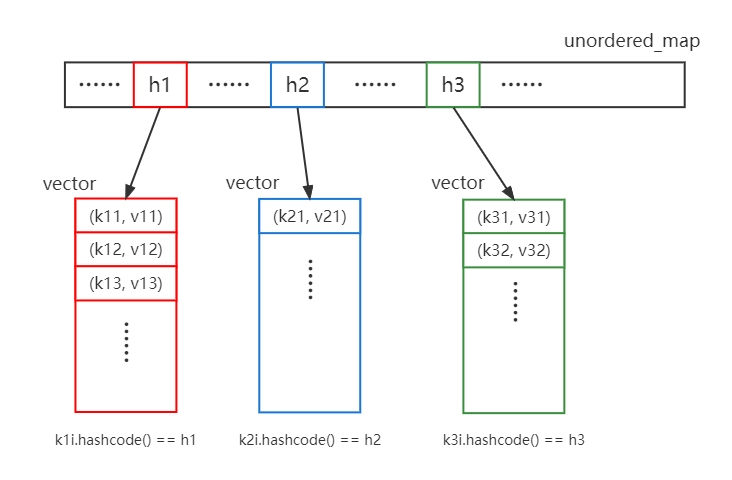 unordered_map
······ h1 ······ h2 ······ h3 ······
vector vector vector
(k11, v11) (k21, v21) (k31, v31)
(k12, v12) (k32, v32)
(k13, v13)
······ ······ ······
k1i.hashcode() == h1 k2i.hashcode() == h2 k3i.hashcode() == h3